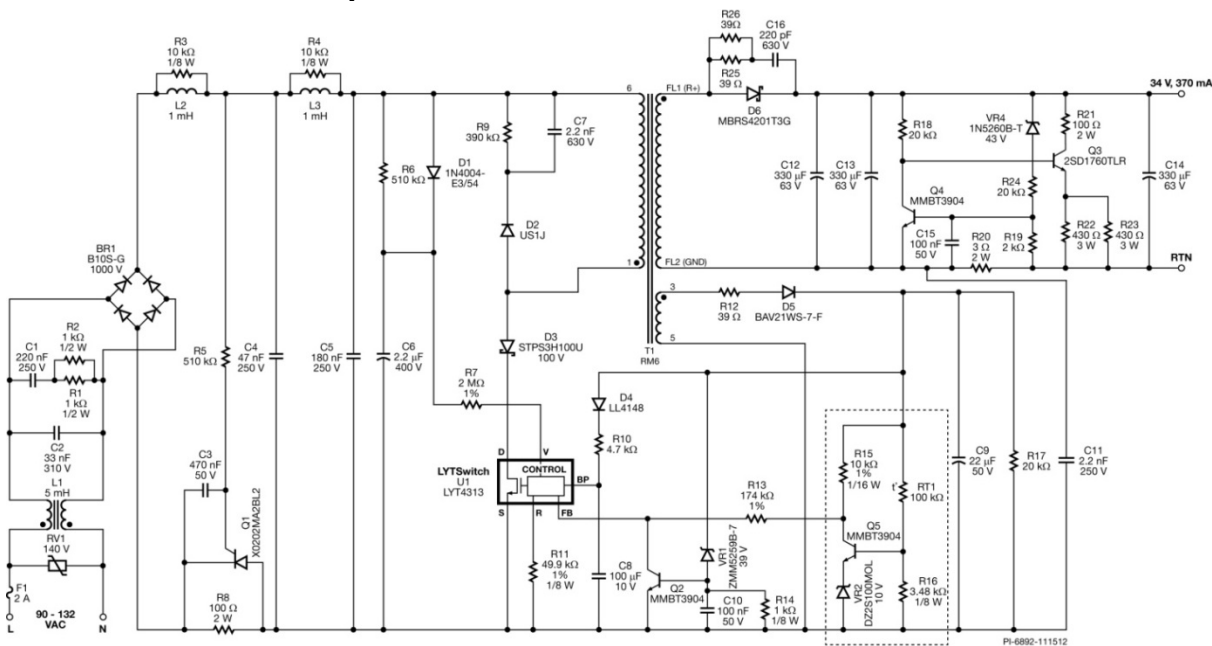 R3
10 kΩ
1/8 W
L2
1 mH
R4
10 kΩ
1/8 W
L3
1 mH
R9
390 kΩ
C7
2.2 nF
630 V
R6
510 kΩ
D1
1N4004-
E3/54
D2
US1J
D3
STPS3H100U
100 V
6
1
FL1 (R+)
FL2 (GND)
3
5
T1
RM6
R26
39Ω
C16
220 pF
630 V
R25
39 Ω
D6
MBRS4201T3G
34 V, 370 mA
RTN
C12
330 µF
63 V
C13
330 µF
63 V
R18
20 kΩ
VR4
1N5260B-T
43 V
R21
100 Ω
2 W
Q3
2SD1760TLR
R24
20 kΩ
Q4
MMBT3904
C15
100 nF
50 V
R20
3 Ω
2 W
R19
2 kΩ
R22
430 Ω
3 W
R23
430 Ω
3 W
C14
330 µF
63 V
BR1
B10S-G
1000 V
R2
1 kΩ
1/2 W
C1
220 nF
250 V
R1
1 kΩ
1/2 W
C2
33 nF
310 V
L1
5 mH
RV1
140 V
F1
2 A
L
90 - 132
VAC
N
R5
510 kΩ
C4
47 nF
250 V
C5
180 nF
250 V
C6
2.2 µF
400 V
C3
470 nF
50 V
Q1
X0202MA2BL2
R8
100 Ω
2 W
R7
2 MΩ
1%
LYTSwitch
U1
LYT4313
D
V
CONTROL
BP
S
R
FB
R11
49.9 kΩ
1%
1/8 W
D4
LL4148
R10
4.7 kΩ
C8
100 µF
10 V
Q2
MMBT3904
R12
39 Ω
D5
BAV21WS-7-F
R13
174 kΩ
1%
VR1
ZMM5259B-7
39 V
C10
100 nF
50 V
R14
1 kΩ
1/8 W
R15
10 kΩ
1%
1/16 W
t°
RT1
100 kΩ
Q5
MMBT3904
VR2
DZ2S100MOL
10 V
R16
3.48 kΩ
1/8 W
C9
22 µF
50 V
R17
20 kΩ
C11
2.2 nF
250 V
PI-6892-111512